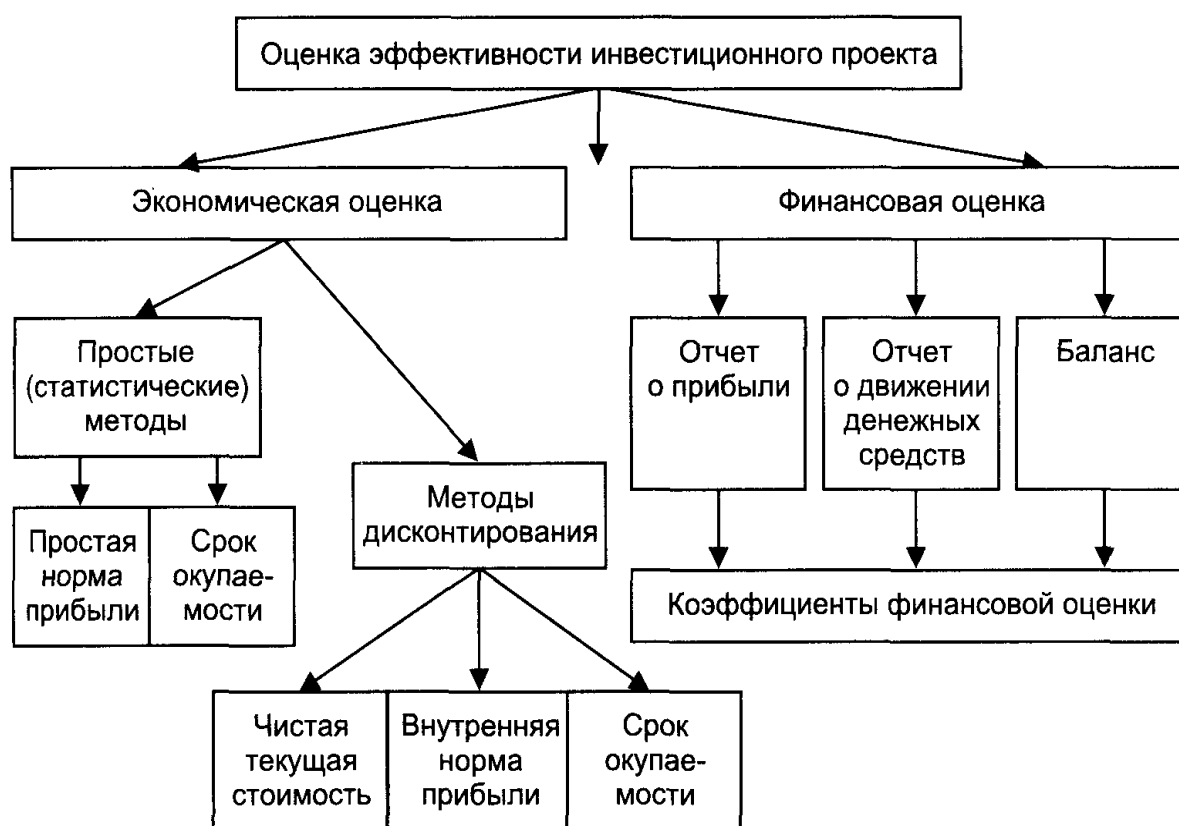 Оценка эффективности инвестиционного проекта
Экономическая оценка
Финансовая оценка
Простые
(статистические)
методы
Отчет
о прибыли
Отчет
о движении
денежных
средств
Баланс
Методы
дисконтирования
Простая
норма
прибыли
Срок
окупае-
мости
Коэффициенты финансовой оценки
Чистая
текущая
стоимость
Внутренняя
норма
прибыли
Срок
окупае-
мости